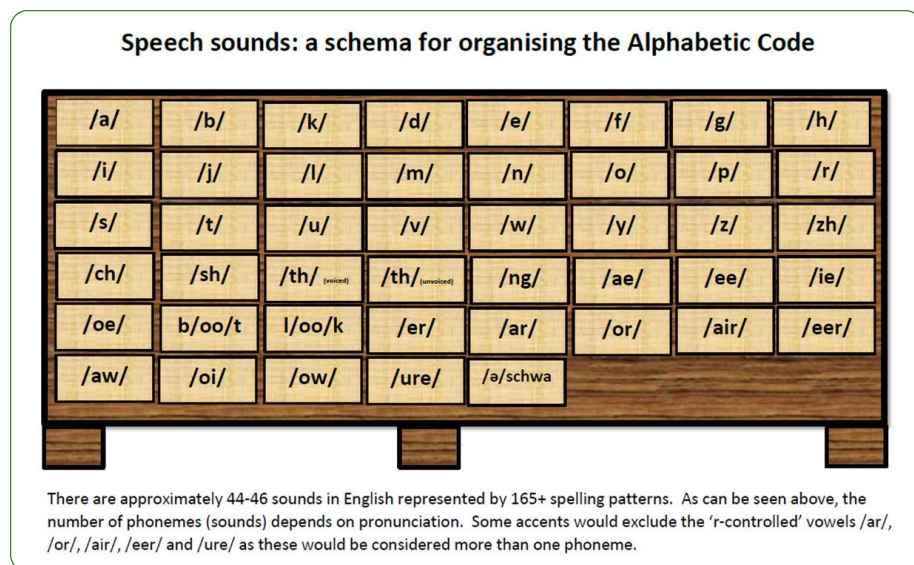 Speech sounds: a schema for organising the Alphabetic Code
/a/ /b/ /k/ /d/ /e/ /f/ /g/ /h/
/i/ /j/ /l/ /m/ /n/ /o/ /p/ /r/
/s/ /t/ /u/ /v/ /w/ /y/ /z/ /zh/
/ch/ /sh/ /th/ (voiced) /th/ (unvoiced) /ng/ /ae/ /ee/ /ie/
/oe/ b/oo/t l/oo/k /er/ /ar/ /or/ /air/ /eer/
/aw/ /oi/ /ow/ /ure/ /ə/schwa
There are approximately 44-46 sounds in English represented by 165+ spelling patterns. As can be seen above, the
number of phonemes (sounds) depends on pronunciation. Some accents would exclude the ‘r-controlled’ vowels /ar/,
/or/, /air/, /eer/ and /ure/ as these would be considered more than one phoneme.